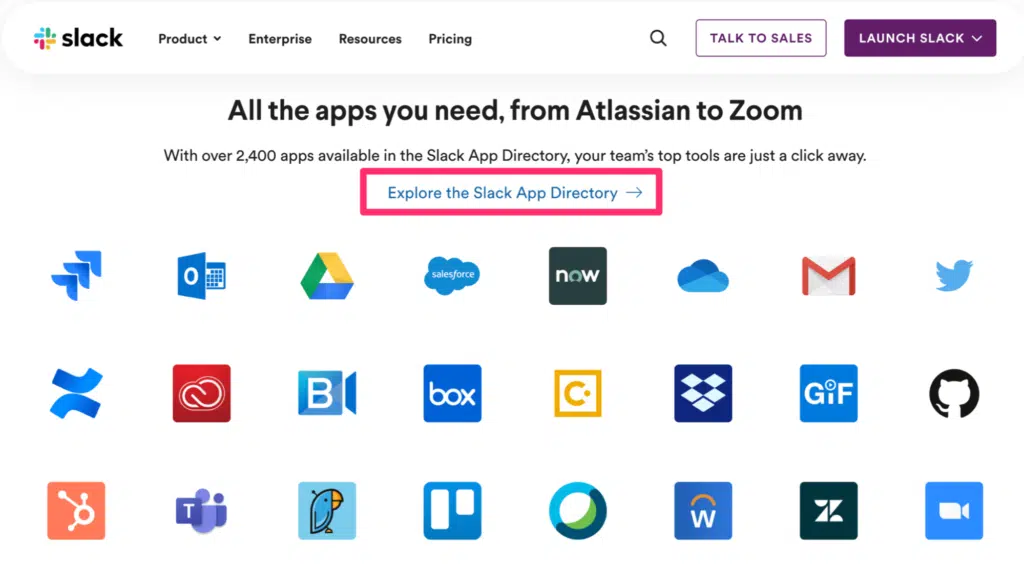 slack
Product
Enterprise
Resources
Pricing
TALK TO SALES
LAUNCH SLACK
All the apps you need, from Atlassian to Zoom
With over 2,400 apps available in the Slack App Directory, your team's top tools are just a click away.
Explore the Slack App Directory →
O
salesforce
now
B
box
C
GIF
T
W
Z